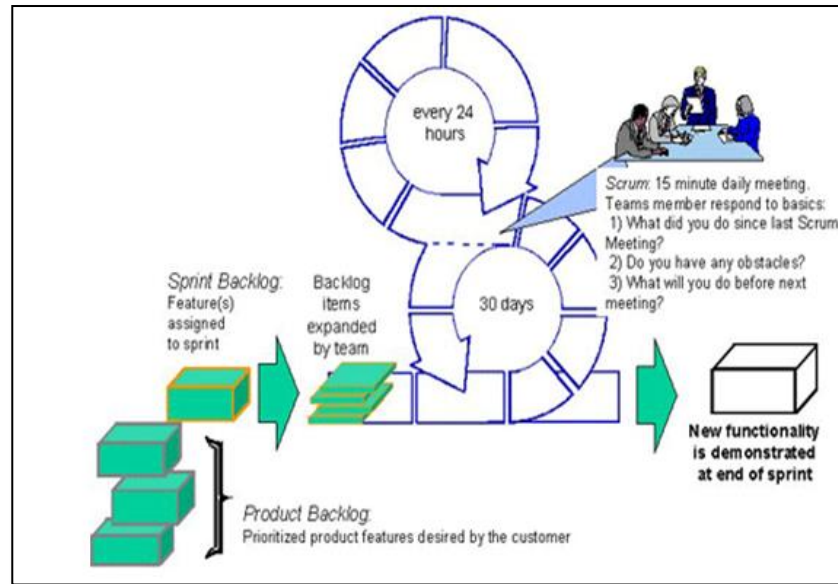 every 24
hours
Scrum: 15 minute daily meeting.
Teams member respond to basics:
1) What did you do since last Scrum
Meeting?
2) Do you have any obstacles?
3) What will you do before next
meeting?
Sprint Backlog:
Feature(s)
assigned
to sprint
Backlog
items
expanded
by team
30 days
New functionality
is demonstrated
at end of sprint
Product Backlog:
Prioritized product features desired by the customer